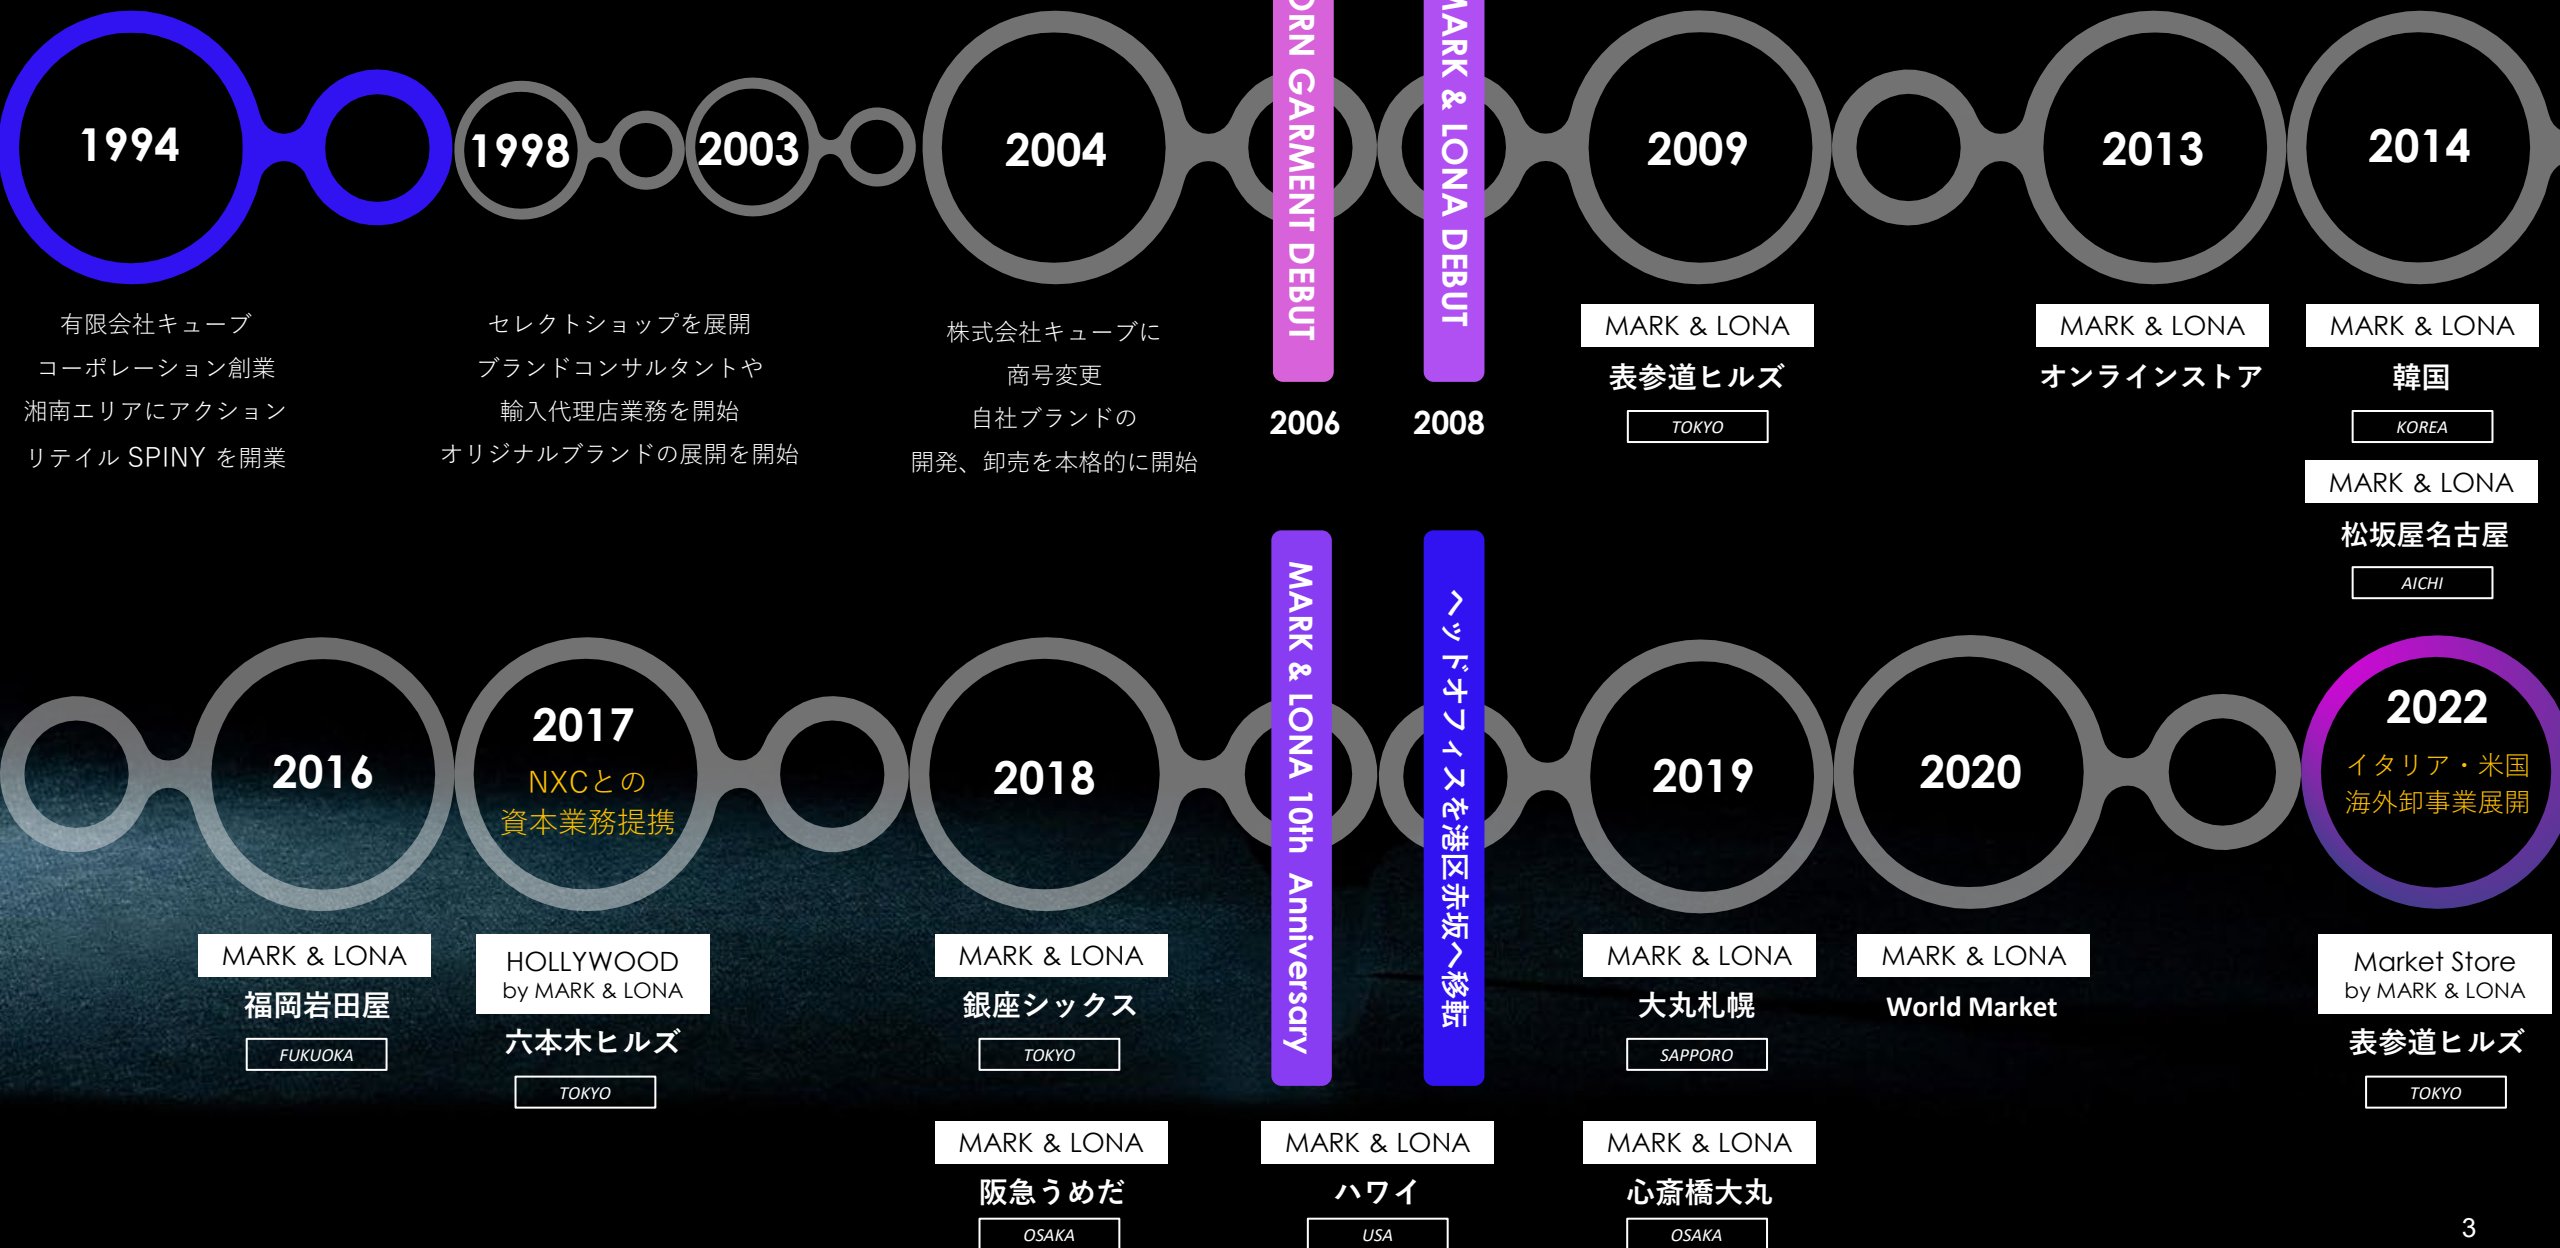 1994
有限会社キューブ
コーポレーション創業
湘南エリアにアクション
リテイル SPINY を開業
1998
2003
セレクトショップを展開
ブランドコンサルタントや
輸入代理店業務を開始
オリジナルブランドの展開を開始
2004
株式会社キューブに
商号変更
自社ブランドの
開発、卸売を本格的に開始
GARMENT DEBUT
2006
MARK & LONA DEBUT
2008
2009
MARK & LONA
表参道ヒルズ
TOKYO
2013
MARK & LONA
オンラインストア
2014
MARK & LONA
韓国
KOREA
MARK & LONA
松坂屋名古屋
AICHI
2016
MARK & LONA
福岡岩田屋
FUKUOKA
2017
NXCとの
資本業務提携
HOLLYWOOD
by MARK & LONA
六本木ヒルズ
TOKYO
2018
MARK & LONA
銀座シックス
TOKYO
MARK & LONA
阪急うめだ
OSAKA
MARK & LONA 10th Anniversary
ヘッドオフィスを港区赤坂へ移転
MARK & LONA
ハワイ
USA
2019
MARK & LONA
大丸札幌
SAPPORO
MARK & LONA
心斎橋大丸
OSAKA
2020
MARK & LONA
World Market
2022
イタリア・米国
海外卸事業展開
Market Store
by MARK & LONA
表参道ヒルズ
TOKYO
3